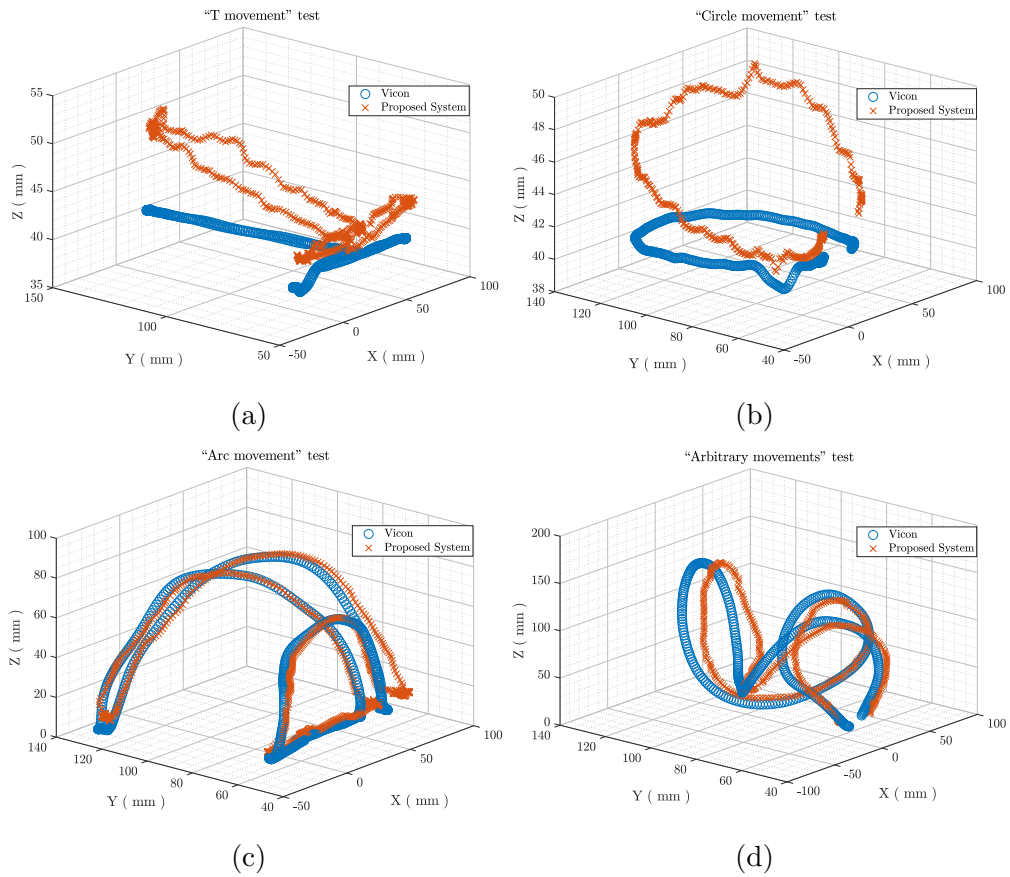 “T movement” test
Vicon
Proposed System
55
50
45
40
35
Z ( mm )
150
100
50
Y ( mm )
-50
0
50
100
X ( mm )
(a)
“Circle movement” test
Vicon
Proposed System
50
48
46
44
42
40
38
Z ( mm )
140
120
100
80
60
40
Y ( mm )
-50
0
50
100
X ( mm )
(b)
“Arc movement” test
Vicon
Proposed System
100
80
60
40
20
0
Z ( mm )
140
120
100
80
60
40
Y ( mm )
-50
0
50
100
X ( mm )
(c)
“Arbitrary movements” test
Vicon
Proposed System
200
150
100
50
0
Z ( mm )
140
120
100
80
60
40
Y ( mm )
-100
-50
0
50
100
X ( mm )
(d)